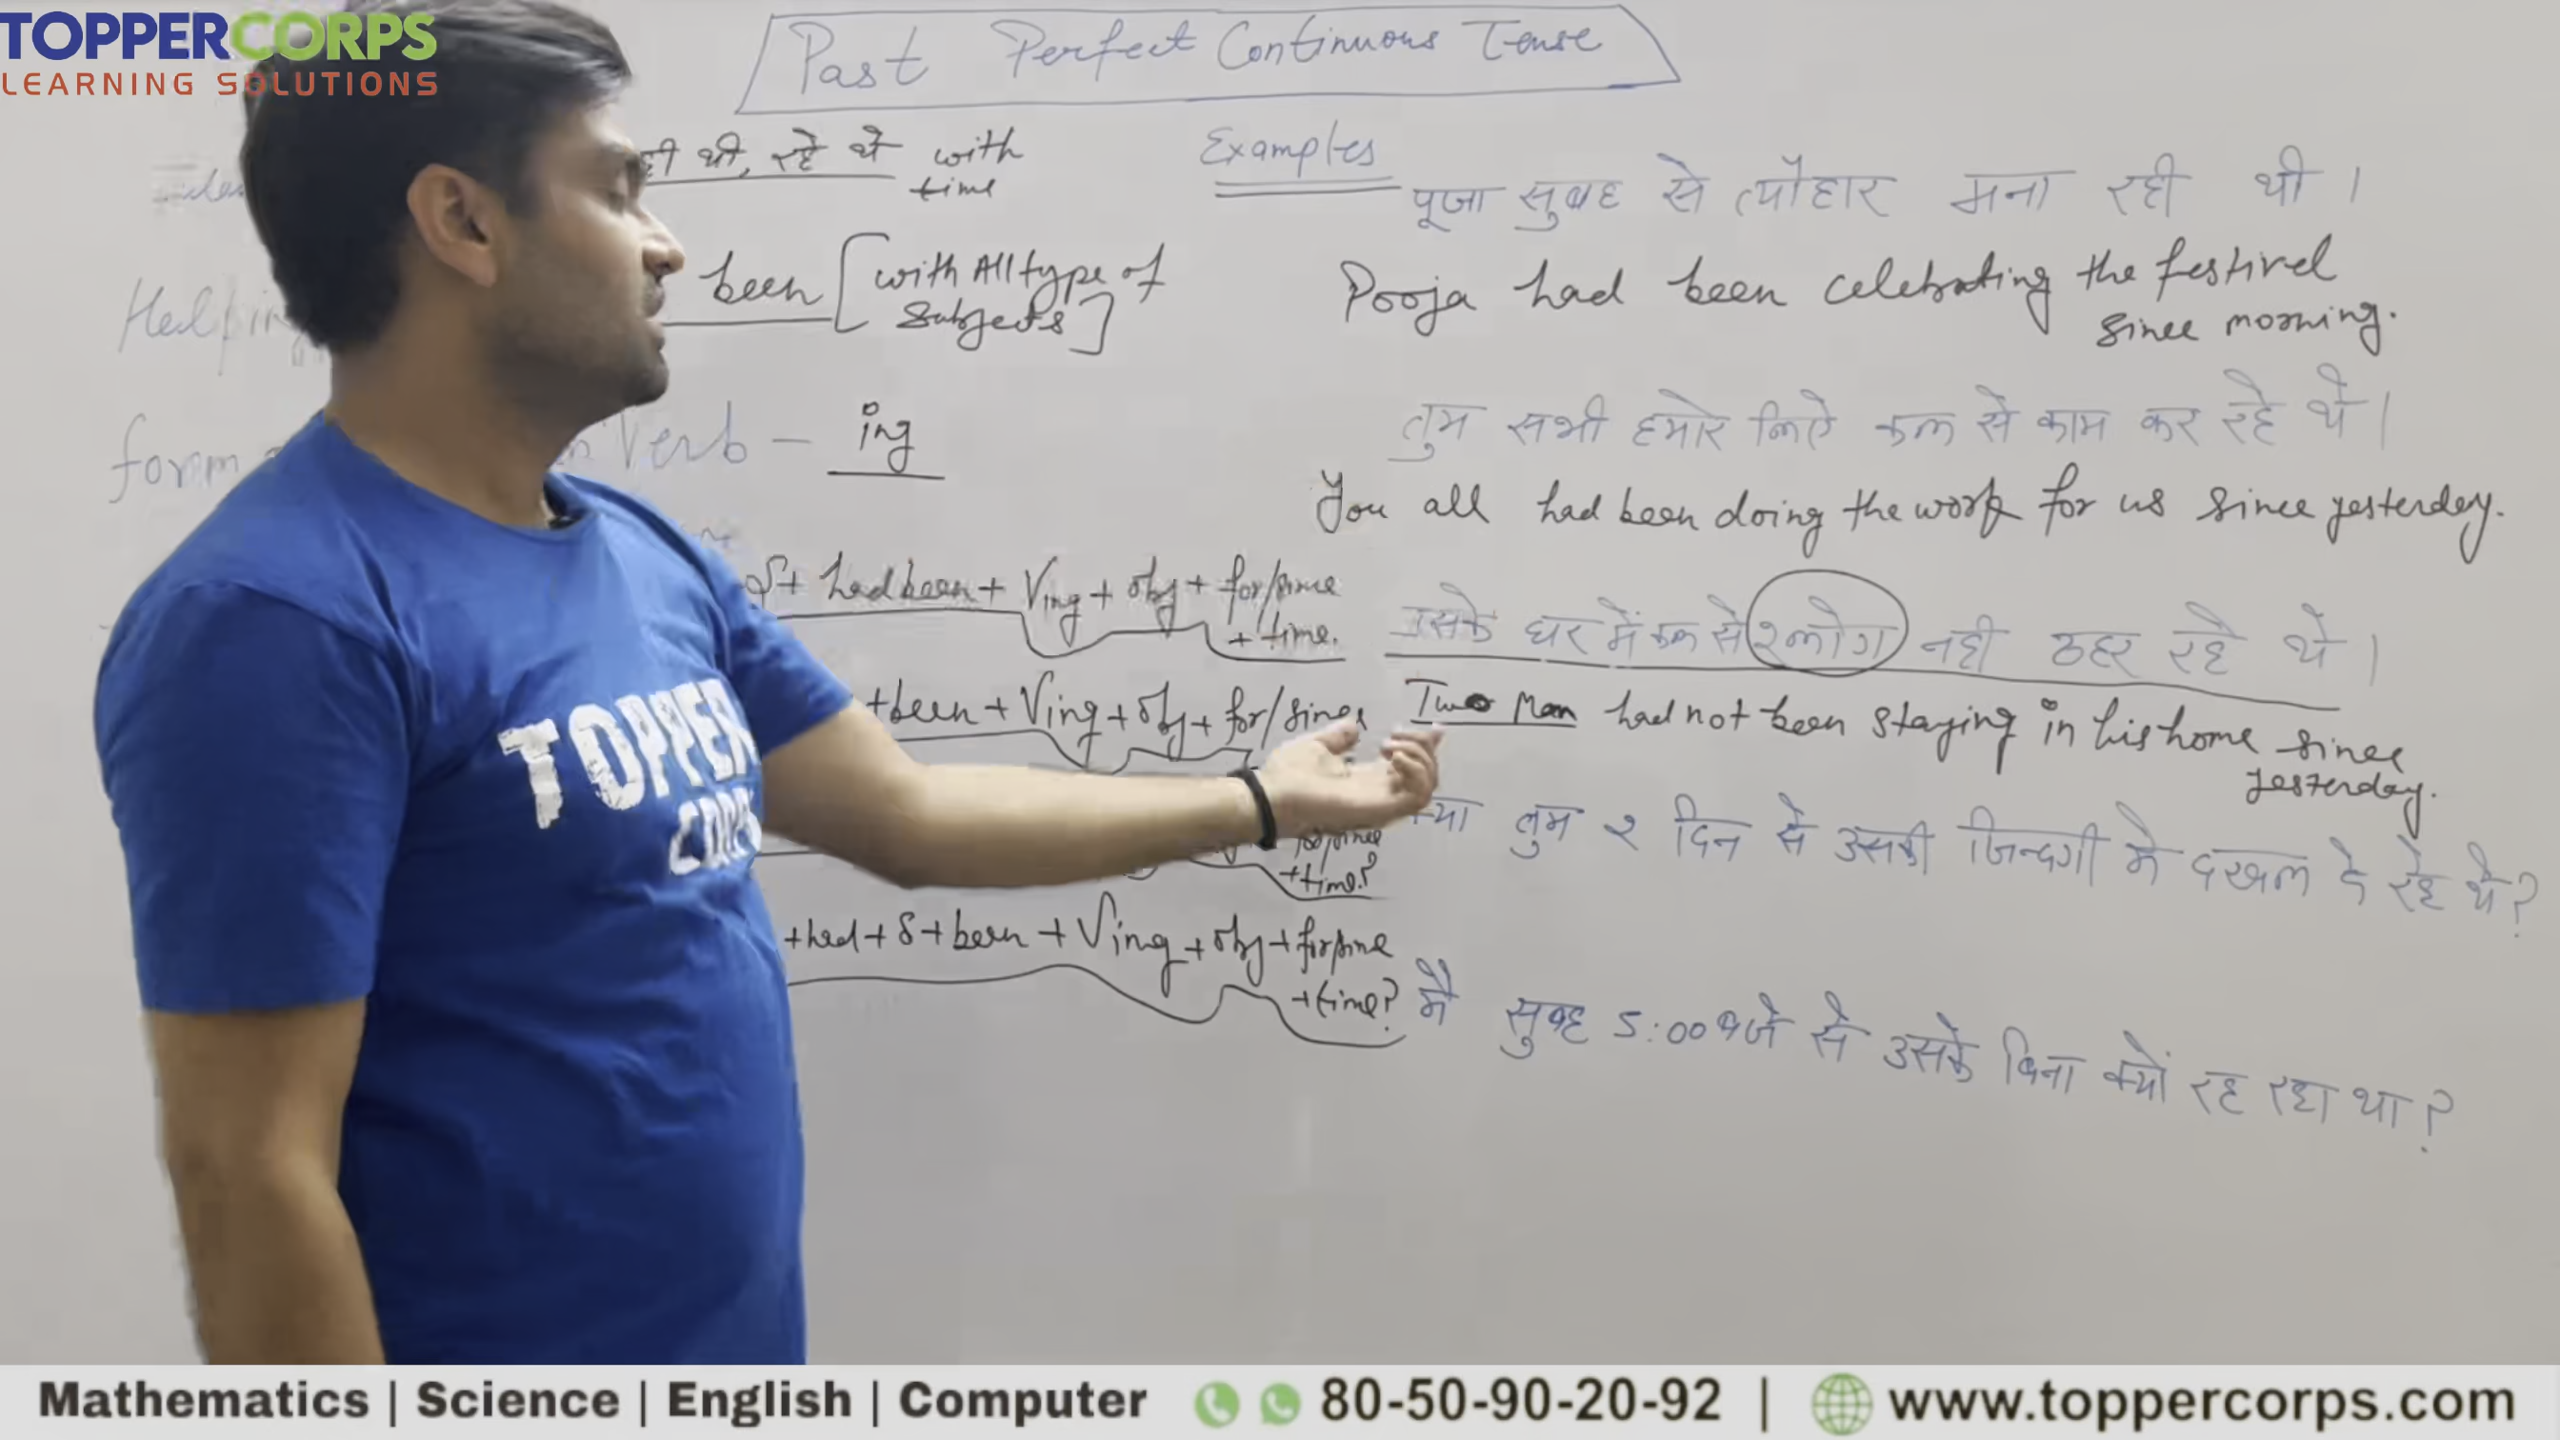 TOPPERCORPS
LEARNING SOLUTIONS
Past Perfect Continuous Tense
थी, रहे थे with
time
been [with All type of
Subjects]
Verb - ing
S+ had been + Ving + obj + for/since
+ time.
+been + Ving + obj + for/since
for/since
+time?
+had + S + been + Ving + obj + for/since
+time?
Examples
पूजा सुबह से त्यौहार मना रही थी ।
Pooja had been celebrating the festival
since morning.
तुम सभी हमारे लिए कल से काम कर रहे थे ।
You all had been doing the work for us since yesterday.
उसके घर में कल से २ लोग नही ठहर रहे थे ।
Two Man had not been staying in his home since
yesterday.
क्या तुम २ दिन से उसकी जिन्दगी मे दखल दे रहे थे ?
मै सुबह 5:00 बजे से उसके बिना क्यों रह रहा था ?
TOPPER
CORPS
Mathematics | Science | English | Computer 80-50-90-20-92 | www.toppercorps.com